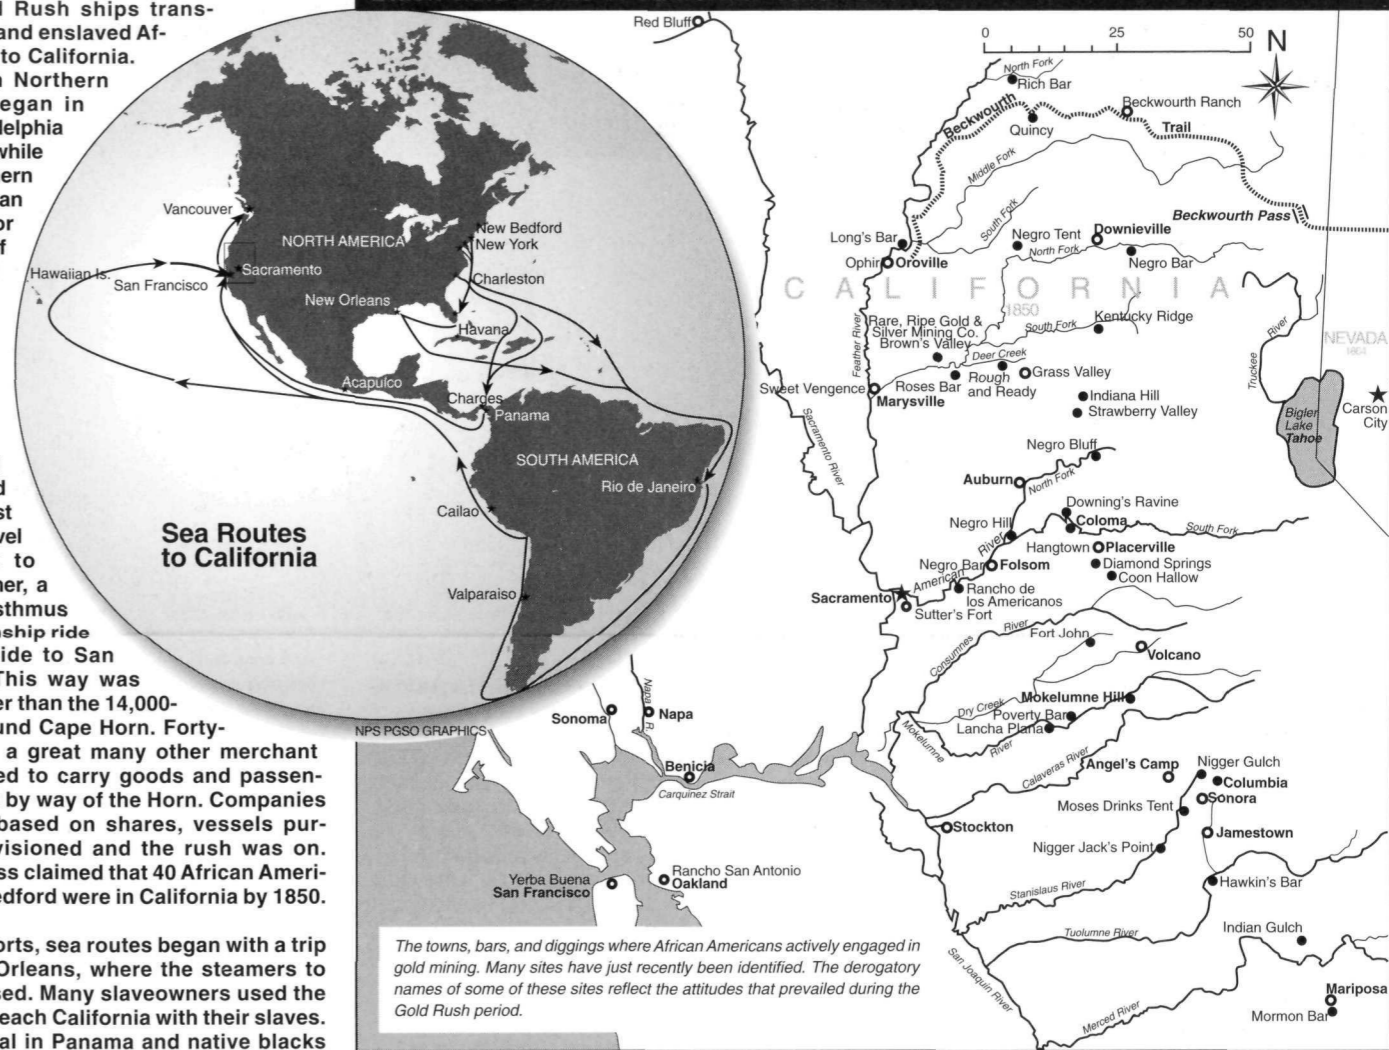 l Rush ships trans-
and enslaved Af-
to California.
Northern
egan in
lelphia
while
ern
an
or
f
d
st
vel
to
ner, a
sthmus
ship ride
ide to San
This way was
er than the 14,000-
und Cape Horn. Forty-
a great many other merchant
ed to carry goods and passen-
by way of the Horn. Companies
based on shares, vessels pur-
visioned and the rush was on.
ss claimed that 40 African Ameri-
edford were in California by 1850.
orts, sea routes began with a trip
Orleans, where the steamers to
sed. Many slaveowners used the
each California with their slaves.
al in Panama and native blacks
Vancouver
NORTH AMERICA
New Bedford
New York
Hawaiian Is.
Sacramento
San Francisco
Charleston
New Orleans
Havana
Acapulco
Charges
Panama
SOUTH AMERICA
Rio de Janeiro
Cailao
Sea Routes
to California
Valparaiso
NPS PGSO GRAPHICS
Red Bluff
0 25 50
N
North Fork
Rich Bar
Beckwourth Trail
Beckwourth Ranch
Quincy
Middle Fork
South Fork
Beckwourth Pass
Long's Bar
Negro Tent
Downieville
North Fork
Negro Bar
Ophir Oroville
CALIFORNIA
1850
Feather River
Rare, Ripe Gold &
Silver Mining Co.
Brown's Valley
South Fork
Kentucky Ridge
River
Truckee
NEVADA
1864
Deer Creek
Sweet Vengence
Roses Bar
Rough
and Ready
Grass Valley
Marysville
Indiana Hill
Strawberry Valley
Bigler
Lake
Tahoe
Carson
City
Sacramento River
Negro Bluff
Auburn
North Fork
Downing's Ravine
Negro Hill
Coloma
South Fork
River
Hangtown Placerville
Negro Bar Folsom
Diamond Springs
Coon Hallow
American
Sacramento
Rancho de
los Americanos
Sutter's Fort
River
Fort John
Consumnes
Volcano
Dry Creek
Mokelumne Hill
Poverty Bar
Lancha Plana
Mokelumne
River
Calaveras River
Napa R.
Sonoma
Napa
Benicia
Carquinez Strait
Angel's Camp
Nigger Gulch
Columbia
Sonora
Moses Drinks Tent
Stockton
Jamestown
Nigger Jack's Point
Stanislaus River
Hawkin's Bar
Yerba Buena
San Francisco
Rancho San Antonio
Oakland
Tuolumne River
Indian Gulch
San Joaquin River
Merced River
Mariposa
Mormon Bar
The towns, bars, and diggings where African Americans actively engaged in
gold mining. Many sites have just recently been identified. The derogatory
names of some of these sites reflect the attitudes that prevailed during the
Gold Rush period.